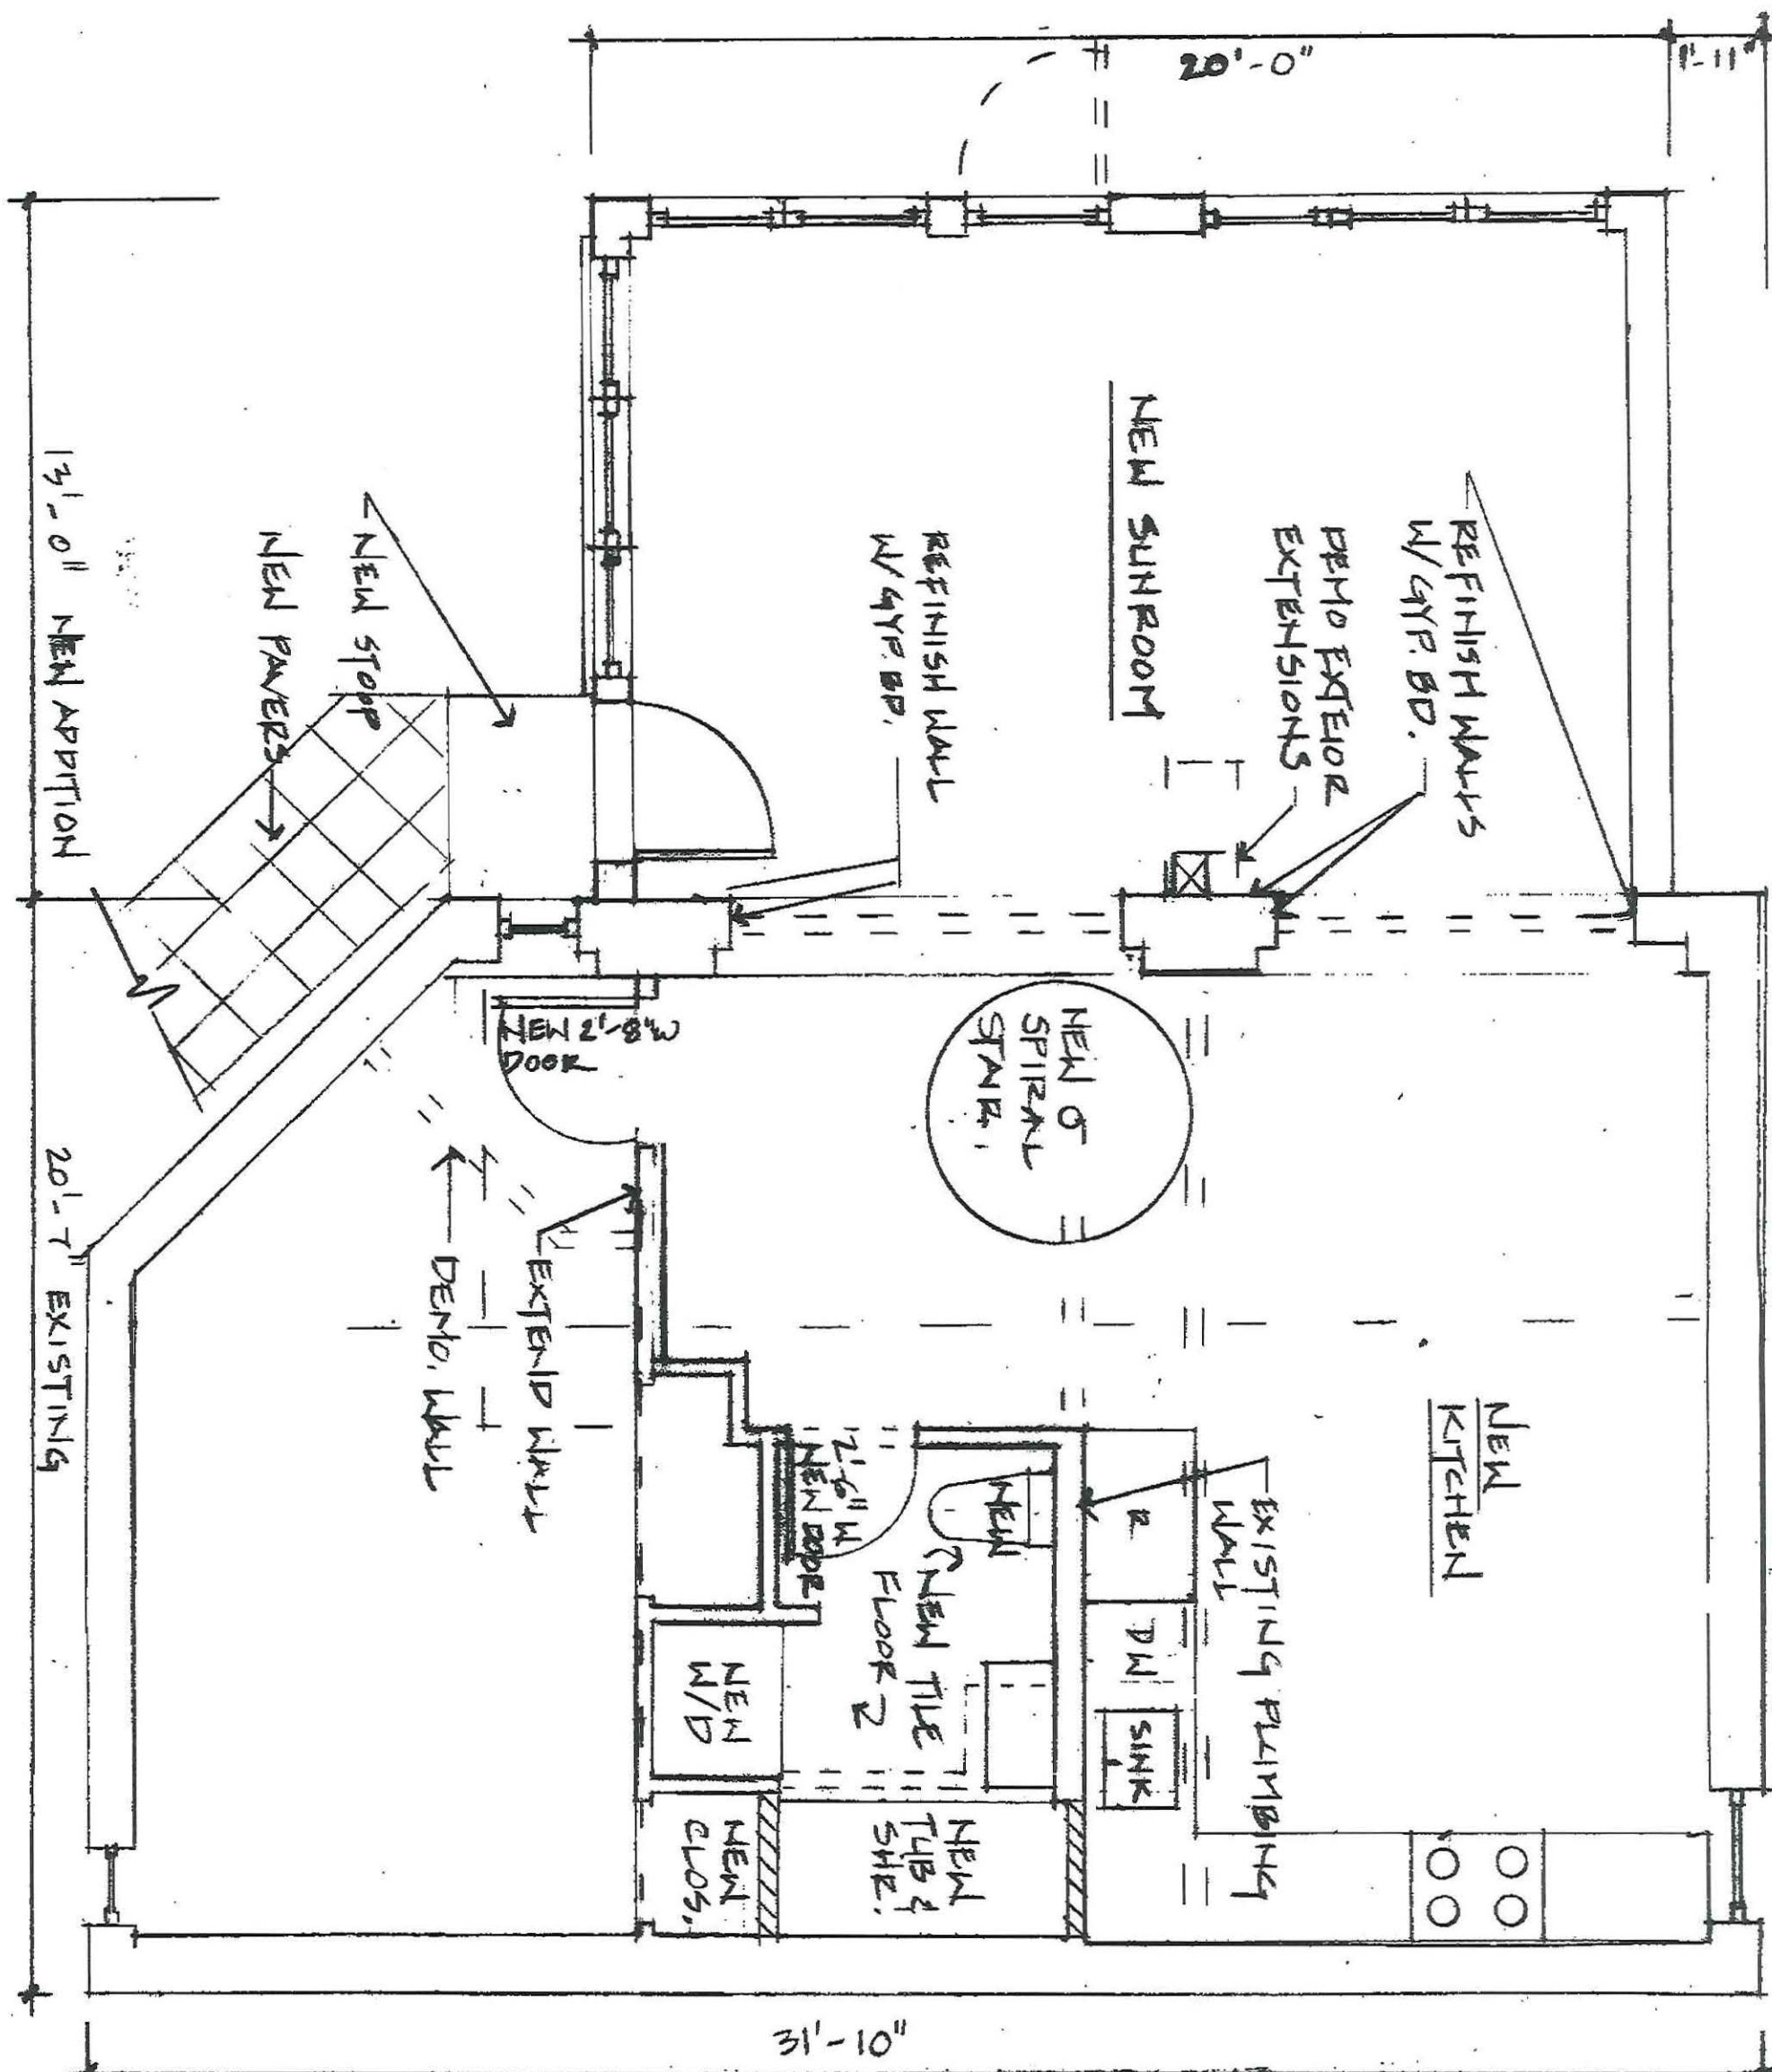 20'-0"
1'-11"
NEW SUNROOM
REFINISH WALLS
W/GYP. BD.
DEMO EXTEIOR
EXTENSIONS
REFINISH WALL
W/GYP. BD.
NEW STOOP
NEW PAVERS
13'-0" NEW ADDITION
NEW 2'-8"W
DOOR
NEW
SPIRAL
STAIR.
20'-7" EXISTING
EXTEND WALL
DEMO. WALL
NEW
KITCHEN
EXISTING PLUMBING
WALL
R
DW
SINK
NEW
2'-6" W
NEW DOOR
NEW TILE
FLOOR
NEW
W/D
NEW
TUB &
SHR.
NEW
CLOS.
31'-10"